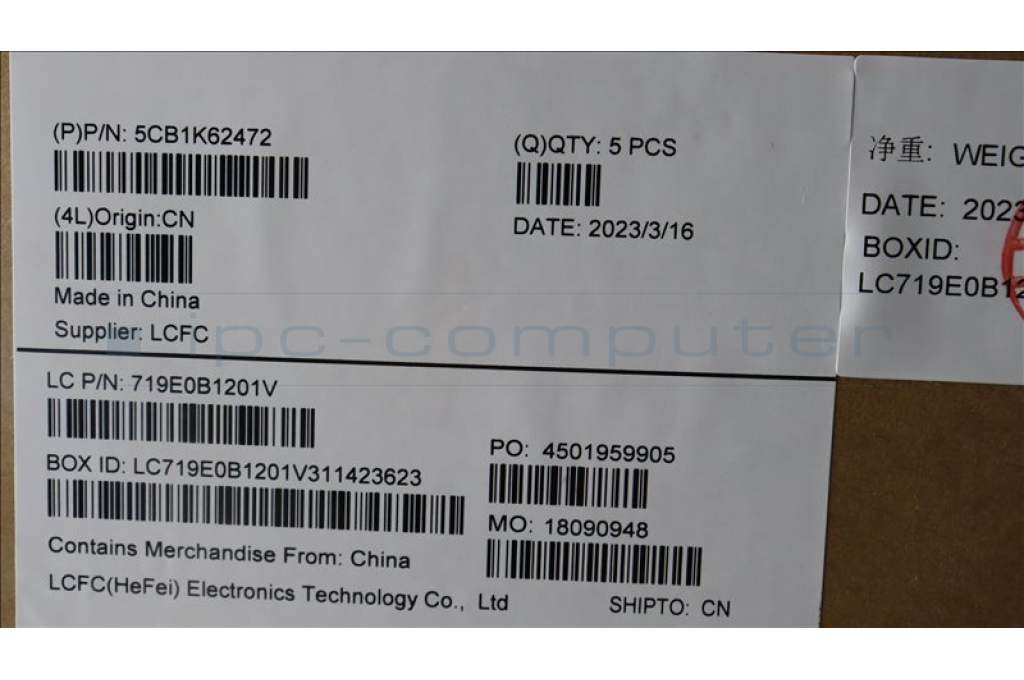 (P)P/N: 5CB1K62472
(Q)QTY: 5 PCS
(4L)Origin:CN
DATE: 2023/3/16
Made in China
Supplier: LCFC
ipc-computer
LC P/N: 719E0B1201V
PO: 4501959905
BOX ID: LC719E0B1201V311423623
MO: 18090948
Contains Merchandise From: China
LCFC(HeFei) Electronics Technology Co., Ltd
SHIPTO: CN
净重: WEIG
DATE: 2023
BOXID:
LC719E0B12